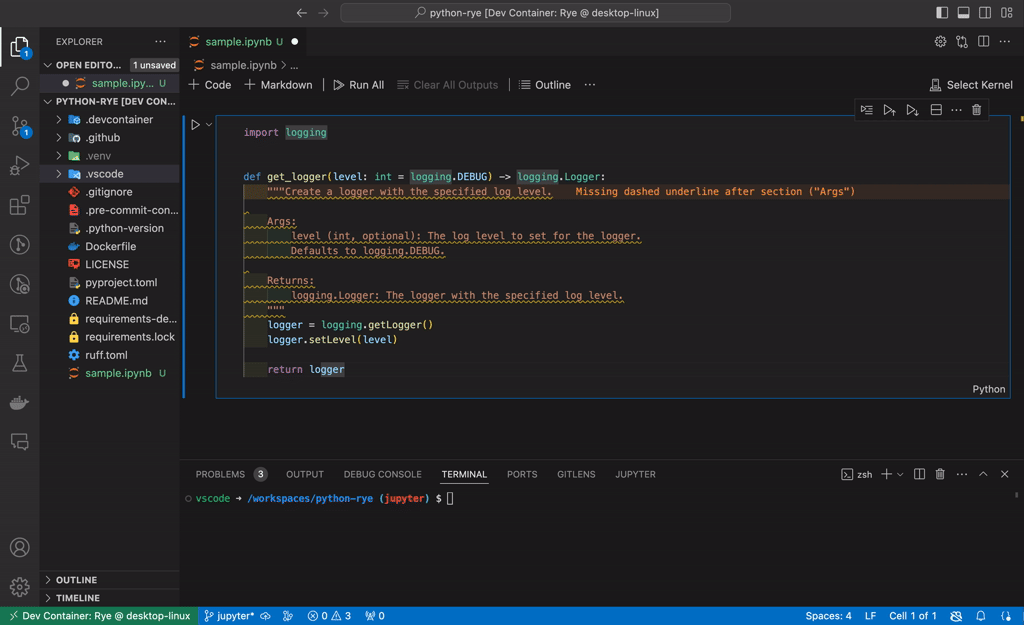 python-rye [Dev Container: Rye @ desktop-linux]
EXPLORER
OPEN EDITO... 1 unsaved
sample.ipy... U
PYTHON-RYE [DEV CON...
.devcontainer
.github
.venv
.vscode
.gitignore
.pre-commit-con...
.python-version
Dockerfile
LICENSE
pyproject.toml
README.md
requirements-de...
requirements.lock
ruff.toml
sample.ipynb U
OUTLINE
TIMELINE
1
1
sample.ipynb U
sample.ipynb > ...
Code Markdown Run All Clear All Outputs Outline ... Select Kernel
import logging
def get_logger(level: int = logging.DEBUG) -> logging.Logger:
"""Create a logger with the specified log level. Missing dashed underline after section ("Args")
Args:
level (int, optional): The log level to set for the logger.
Defaults to logging.DEBUG.
Returns:
logging.Logger: The logger with the specified log level.
"""
logger = logging.getLogger()
logger.setLevel(level)
return logger
Python
PROBLEMS 3 OUTPUT DEBUG CONSOLE TERMINAL PORTS GITLENS JUPYTER zsh
vscode → /workspaces/python-rye (jupyter) $
Dev Container: Rye @ desktop-linux jupyter* 0 3 0 Spaces: 4 LF Cell 1 of 1